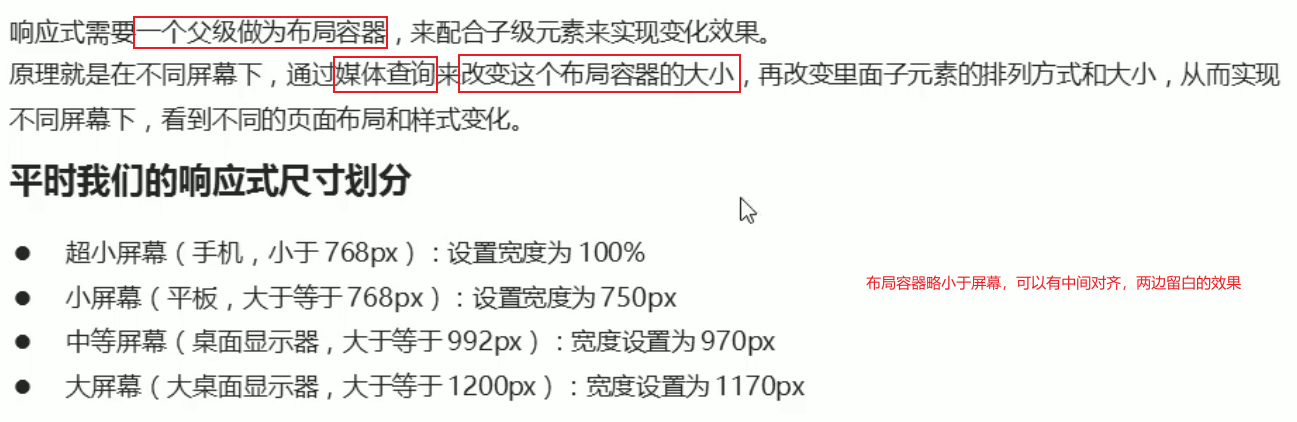 响应式需要一个父级做为布局容器，来配合子级元素来实现变化效果。
原理就是在不同屏幕下，通过媒体查询来改变这个布局容器的大小，再改变里面子元素的排列方式和大小，从而实现
不同屏幕下，看到不同的页面布局和样式变化。
平时我们的响应式尺寸划分
● 超小屏幕（手机，小于 768px）：设置宽度为 100%
布局容器略小于屏幕，可以有中间对齐，两边留白的效果
● 小屏幕（平板，大于等于 768px）：设置宽度为 750px
● 中等屏幕（桌面显示器，大于等于 992px）：宽度设置为 970px
● 大屏幕（大桌面显示器，大于等于 1200px）：宽度设置为 1170px